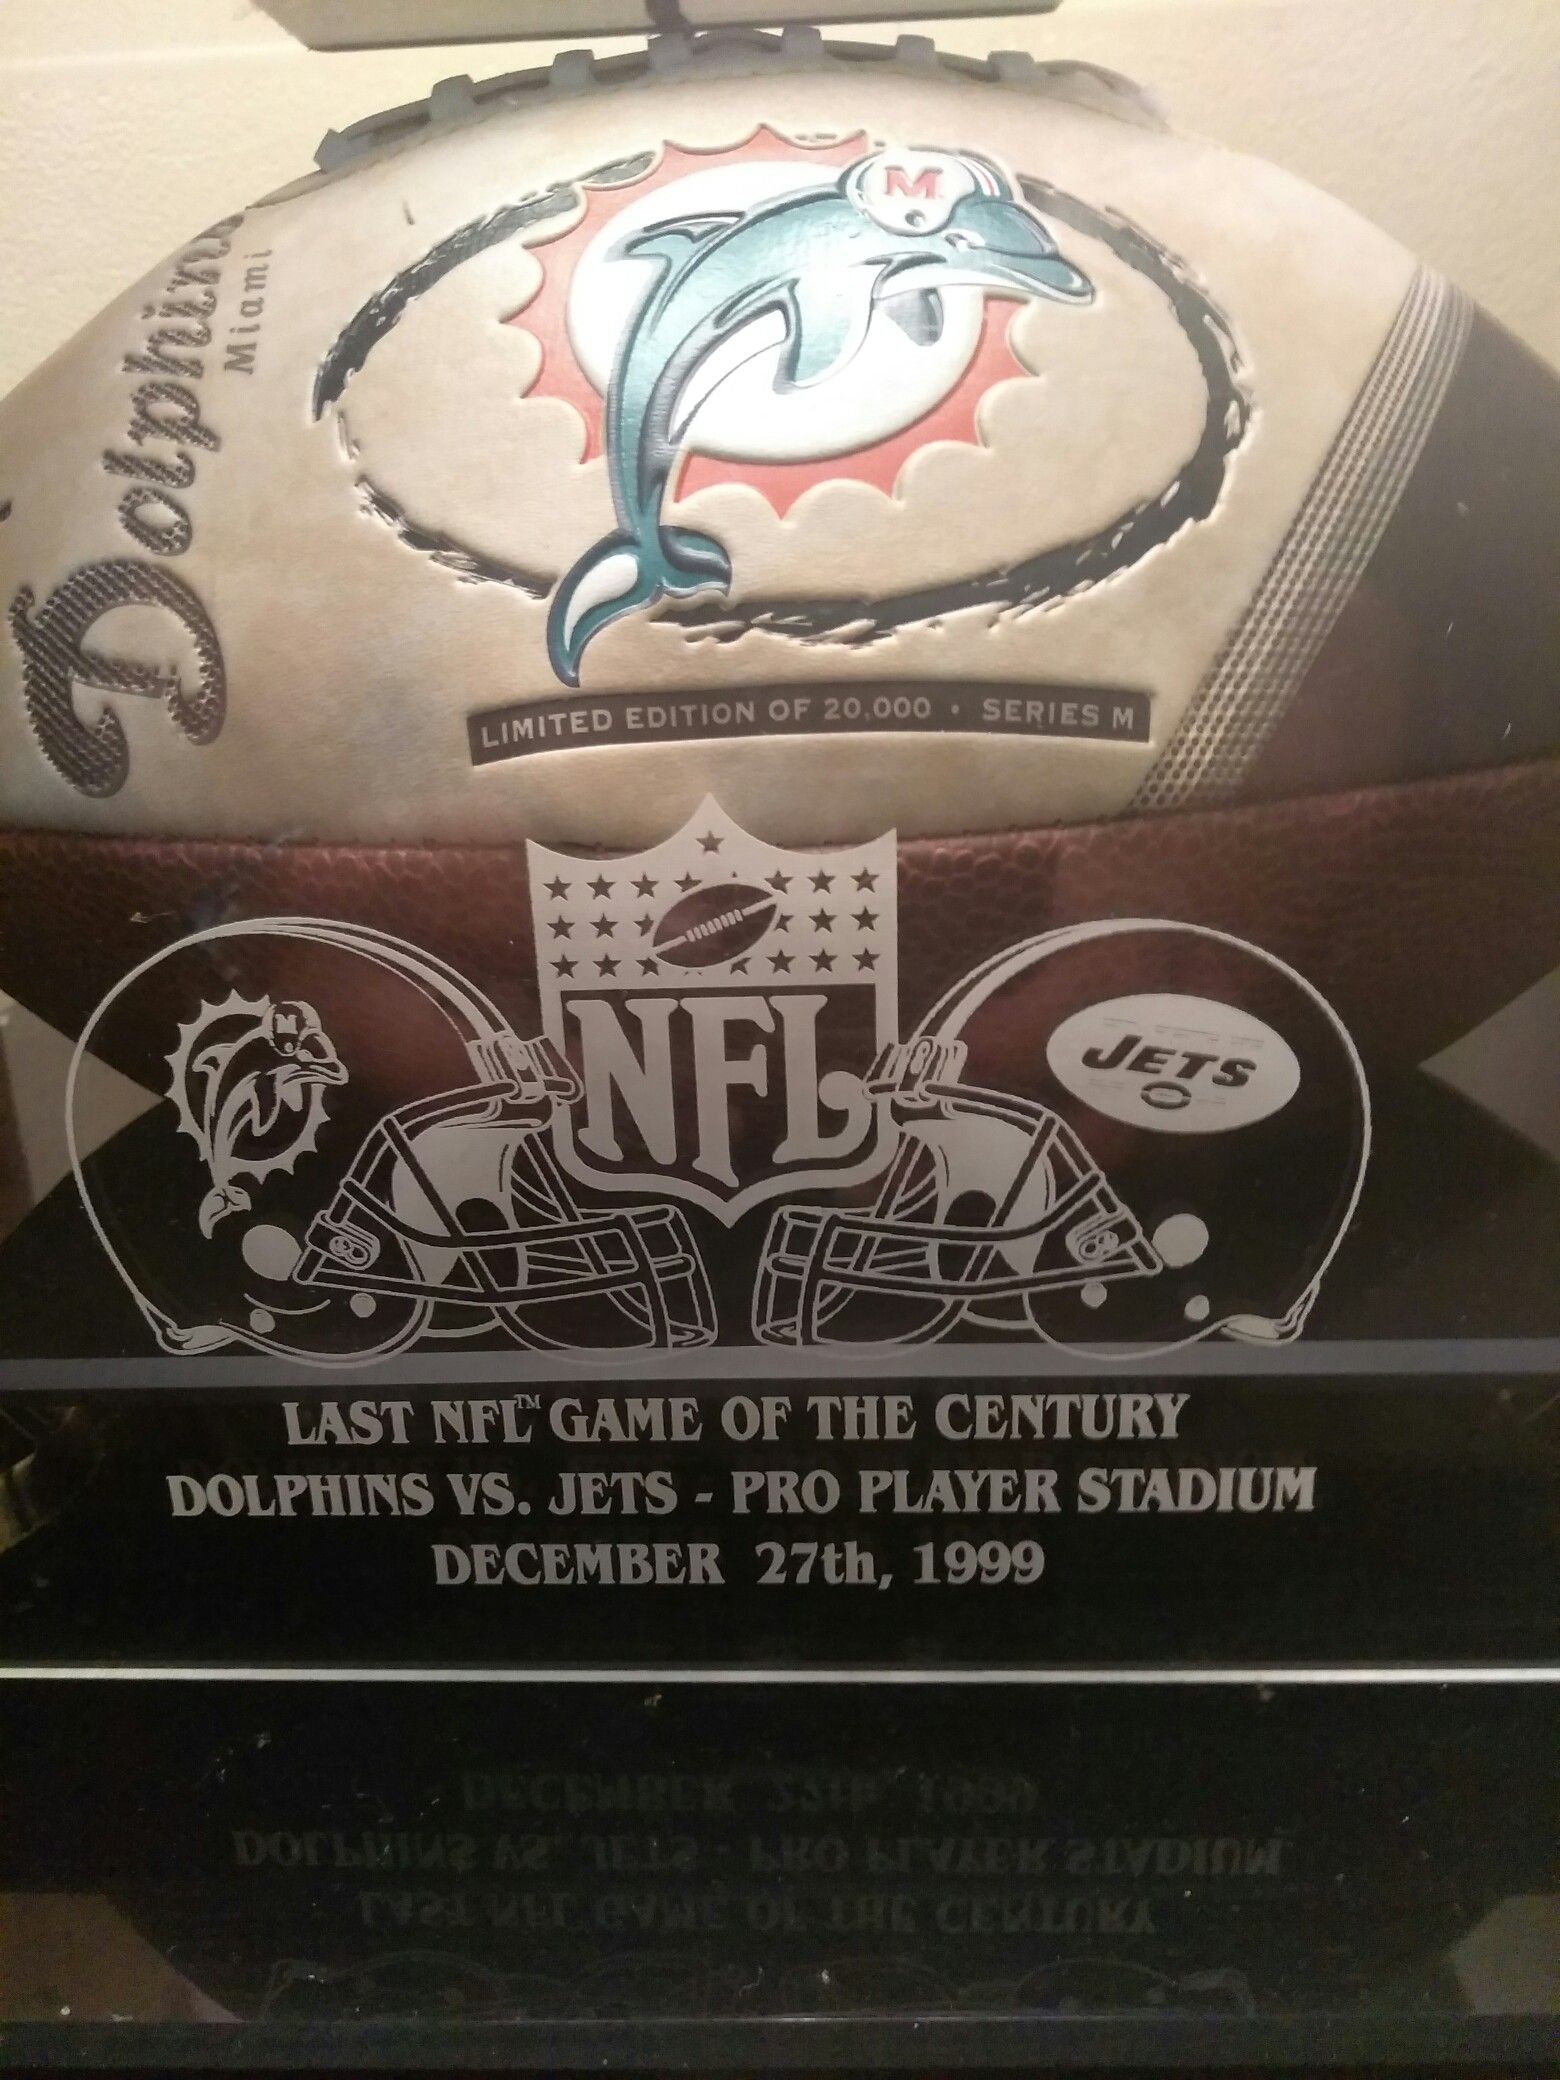 M
Dolphins
Miami
LIMITED EDITION OF 20,000 • SERIES M
NFL
M
JETS
LAST NFL™ GAME OF THE CENTURY
DOLPHINS VS. JETS - PRO PLAYER STADIUM
DECEMBER 27th, 1999